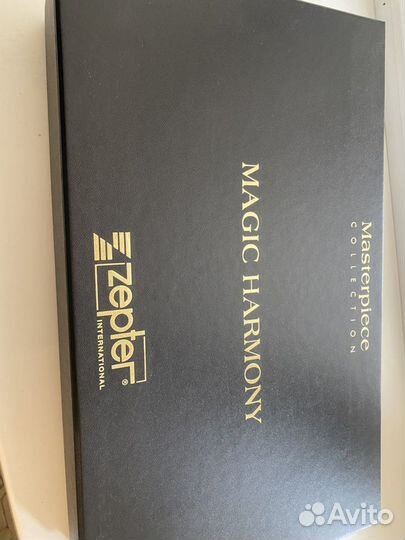 Masterpiece
COLLECTION
MAGIC HARMONY
zepter®
INTERNATIONAL
Avito